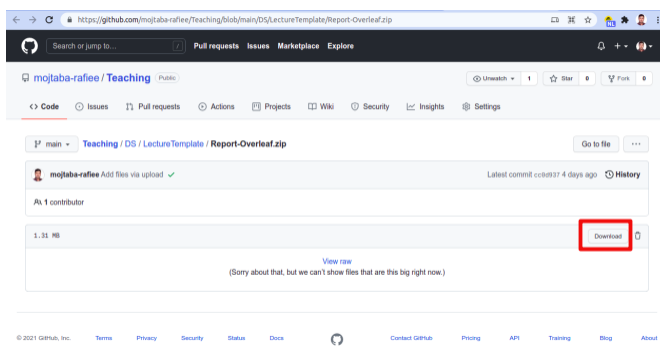 https://github.com/mojtaba-rafiee/Teaching/blob/main/DS/LectureTemplate/Report-Overleaf.zip
NL
Search or jump to... / Pull requests Issues Marketplace Explore
mojtaba-rafiee / Teaching Public Unwatch 1 Star 0 Fork 0
Code Issues Pull requests Actions Projects Wiki Security Insights Settings
main Teaching / DS / LectureTemplate / Report-Overleaf.zip Go to file ...
mojtaba-rafiee Add files via upload Latest commit cc0d937 4 days ago History
1 contributor
1.31 MB Download
View raw
(Sorry about that, but we can't show files that are this big right now.)
© 2021 GitHub, Inc. Terms Privacy Security Status Docs Contact GitHub Pricing API Training Blog About